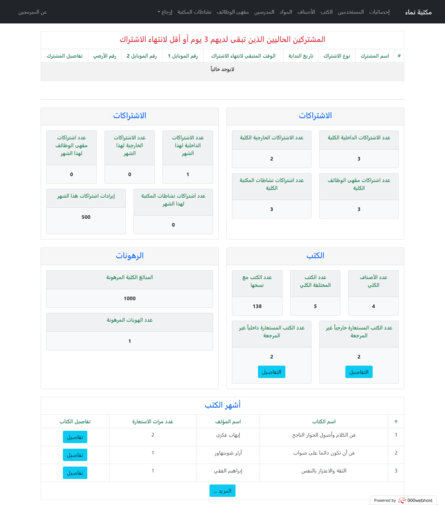 مكتبة نماء
إحصائيات المستخدمين الكتب الأصناف المواد المدرسين مقهى الوظائف نشاطات المكتبة إرجاع
عن المبرمجين
المشتركين الحاليين الذين تبقى لديهم 3 يوم أو أقل لانتهاء الاشتراك
# اسم المشترك نوع الاشتراك تاريخ البداية الوقت المتبقي لانتهاء الاشتراك رقم الموبايل 1 رقم الموبايل 2 رقم الأرضي تفاصيل المشترك
لايوجد حالياً
الاشتراكات
عدد الاشتراكات الداخلية الكلية
3
عدد الاشتراكات الخارجية الكلية
2
عدد اشتراكات مقهى الوظائف الكلية
3
عدد اشتراكات نشاطات المكتبة الكلية
3
الاشتراكات
عدد الاشتراكات الداخلية لهذا الشهر
1
عدد الاشتراكات الخارجية لهذا الشهر
0
عدد اشتراكات مقهى الوظائف لهذا الشهر
0
عدد اشتراكات نشاطات المكتبة لهذا الشهر
0
إيرادات اشتراكات هذا الشهر
500
الكتب
عدد الأصناف الكلي
4
عدد الكتب المختلفة الكلي
5
عدد الكتب مع نسخها
138
عدد الكتب المستعارة خارجياً غير المرجعة
2
التفاصيل
عدد الكتب المستعارة داخلياً غير المرجعة
2
التفاصيل
الرهونات
المبالغ الكلية المرهونة
1000
عدد الهويات المرهونة
1
أشهر الكتب
# اسم الكتاب اسم المؤلف عدد مرات الاستعارة تفاصيل الكتاب
1 فن الكلام وأصول الحوار الناجح إيهاب فكري 2 تفاصيل
2 فن أن تكون دائما على صواب آرثر شوبنهاور 1 تفاصيل
3 الثقة والاعتزاز بالنفس إبراهيم الفقي 1 تفاصيل
المزيد ...
Powered by 000webhost